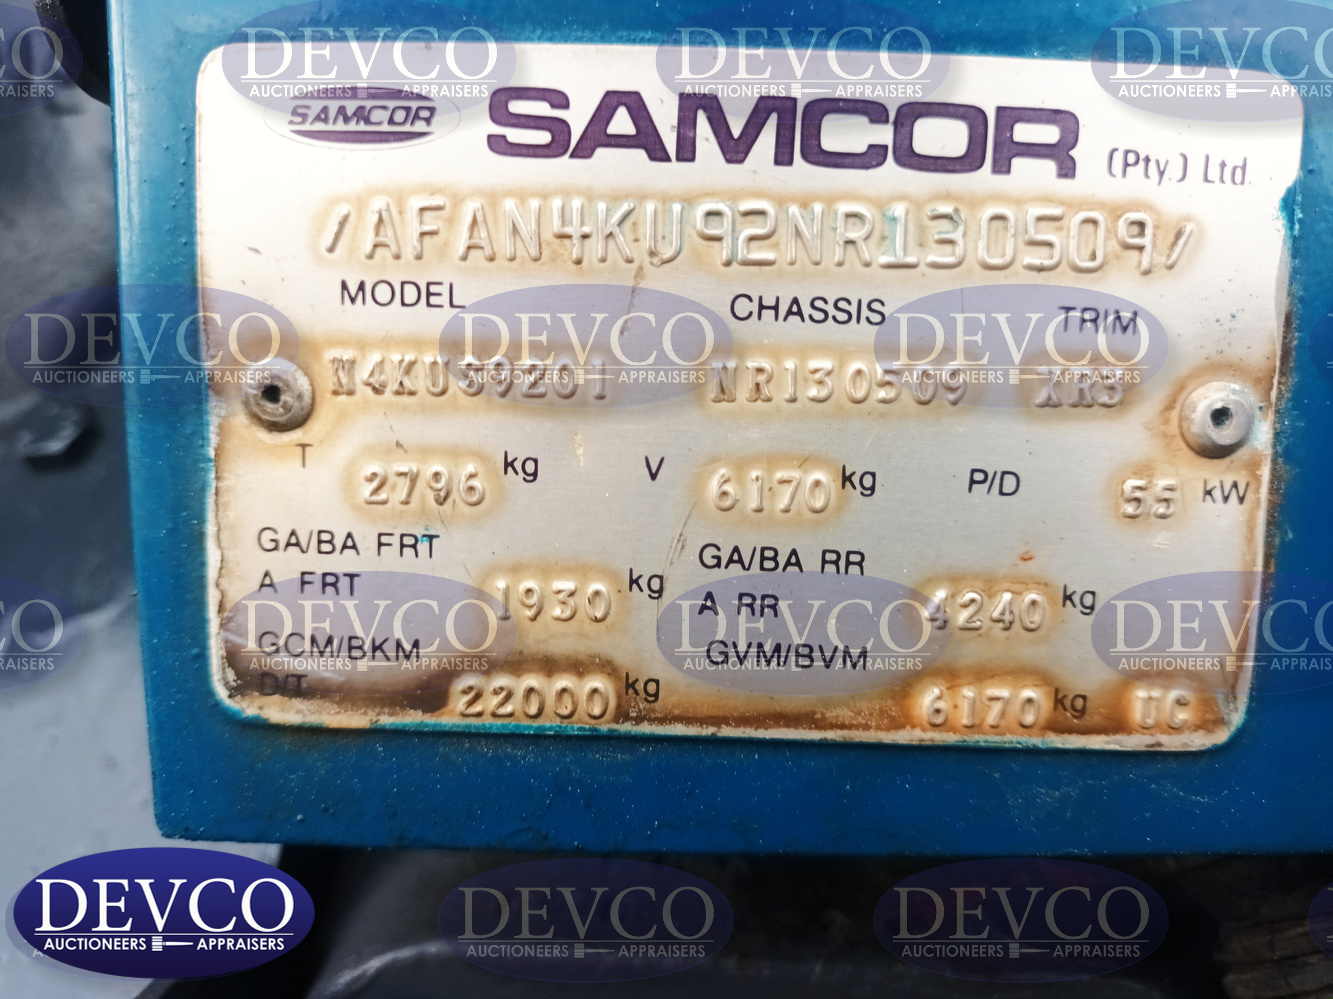 SAMCOR SAMCOR (Pty.) Ltd.
/AFAN4KU92NR130509/
MODEL CHASSIS TRIM
N4KU39201 NR130509 XR3
T 2796 kg V 6170 kg P/D 55 kW
GA/BA FRT GA/BA RR
A FRT 1930 kg A RR 4240 kg
GCM/BKM GVM/BVM
D/T 22000 kg 6170 kg UC
DEVCO
AUCTIONEERS APPRAISERS